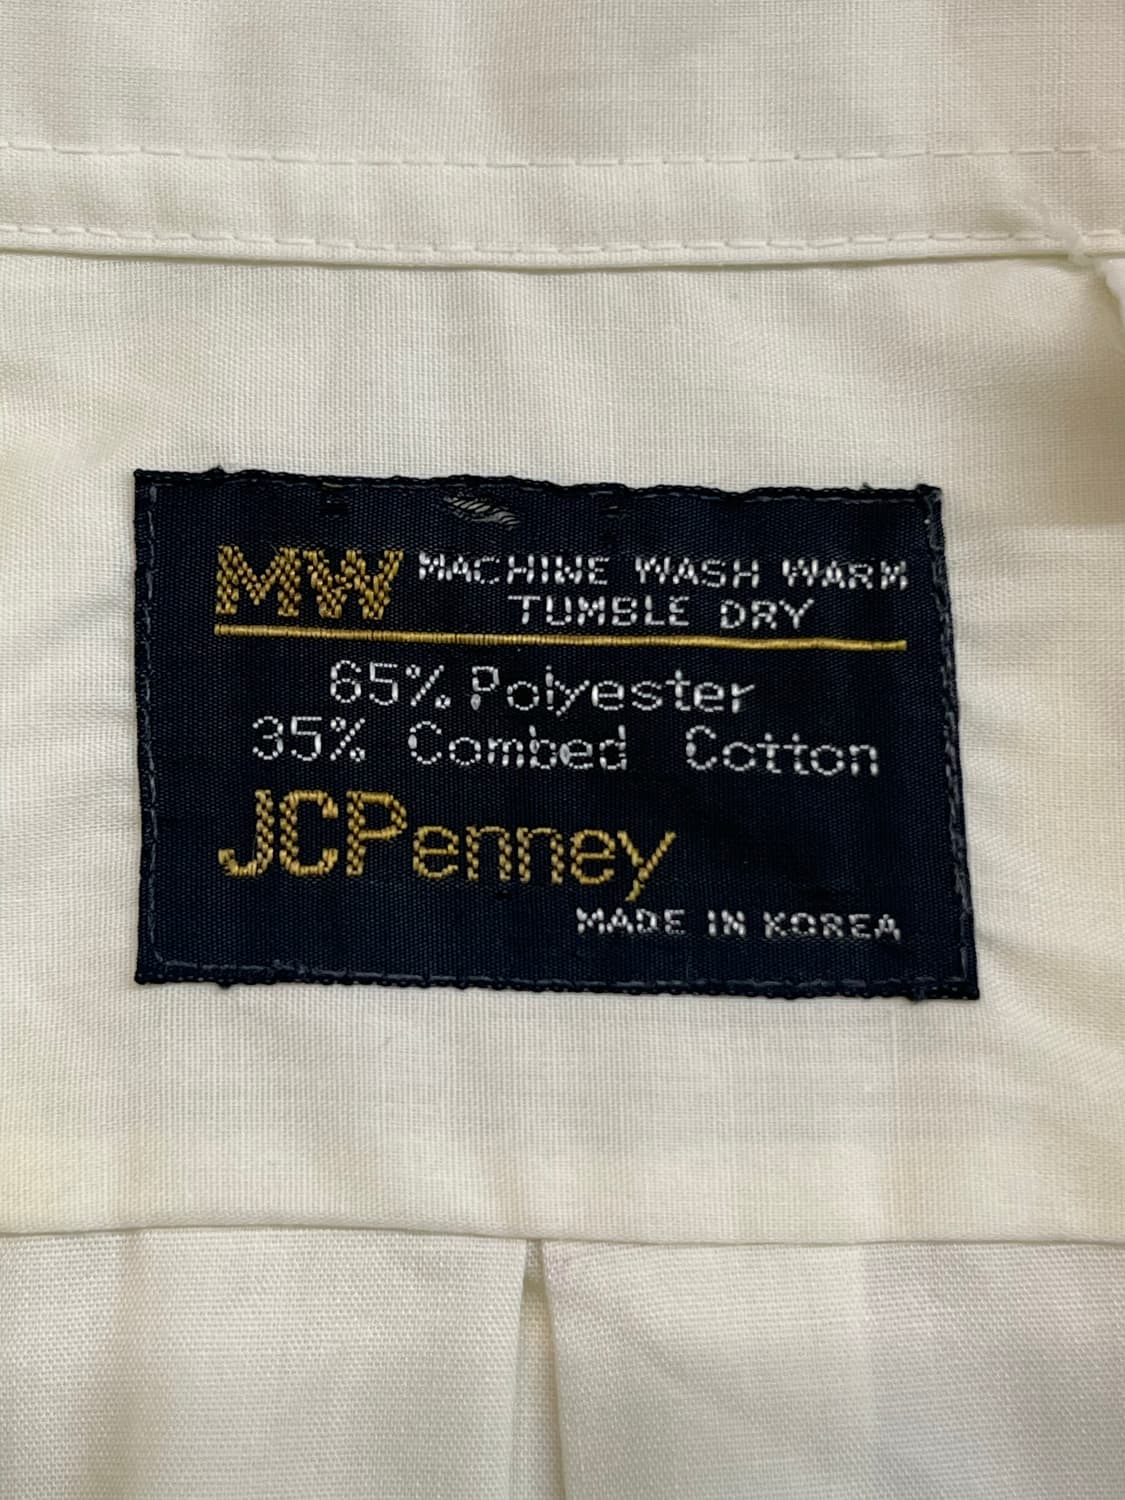 MW MACHINE WASH WARM
TUMBLE DRY
65% Polyester
35% Combed Cotton
JCPenney
MADE IN KOREA